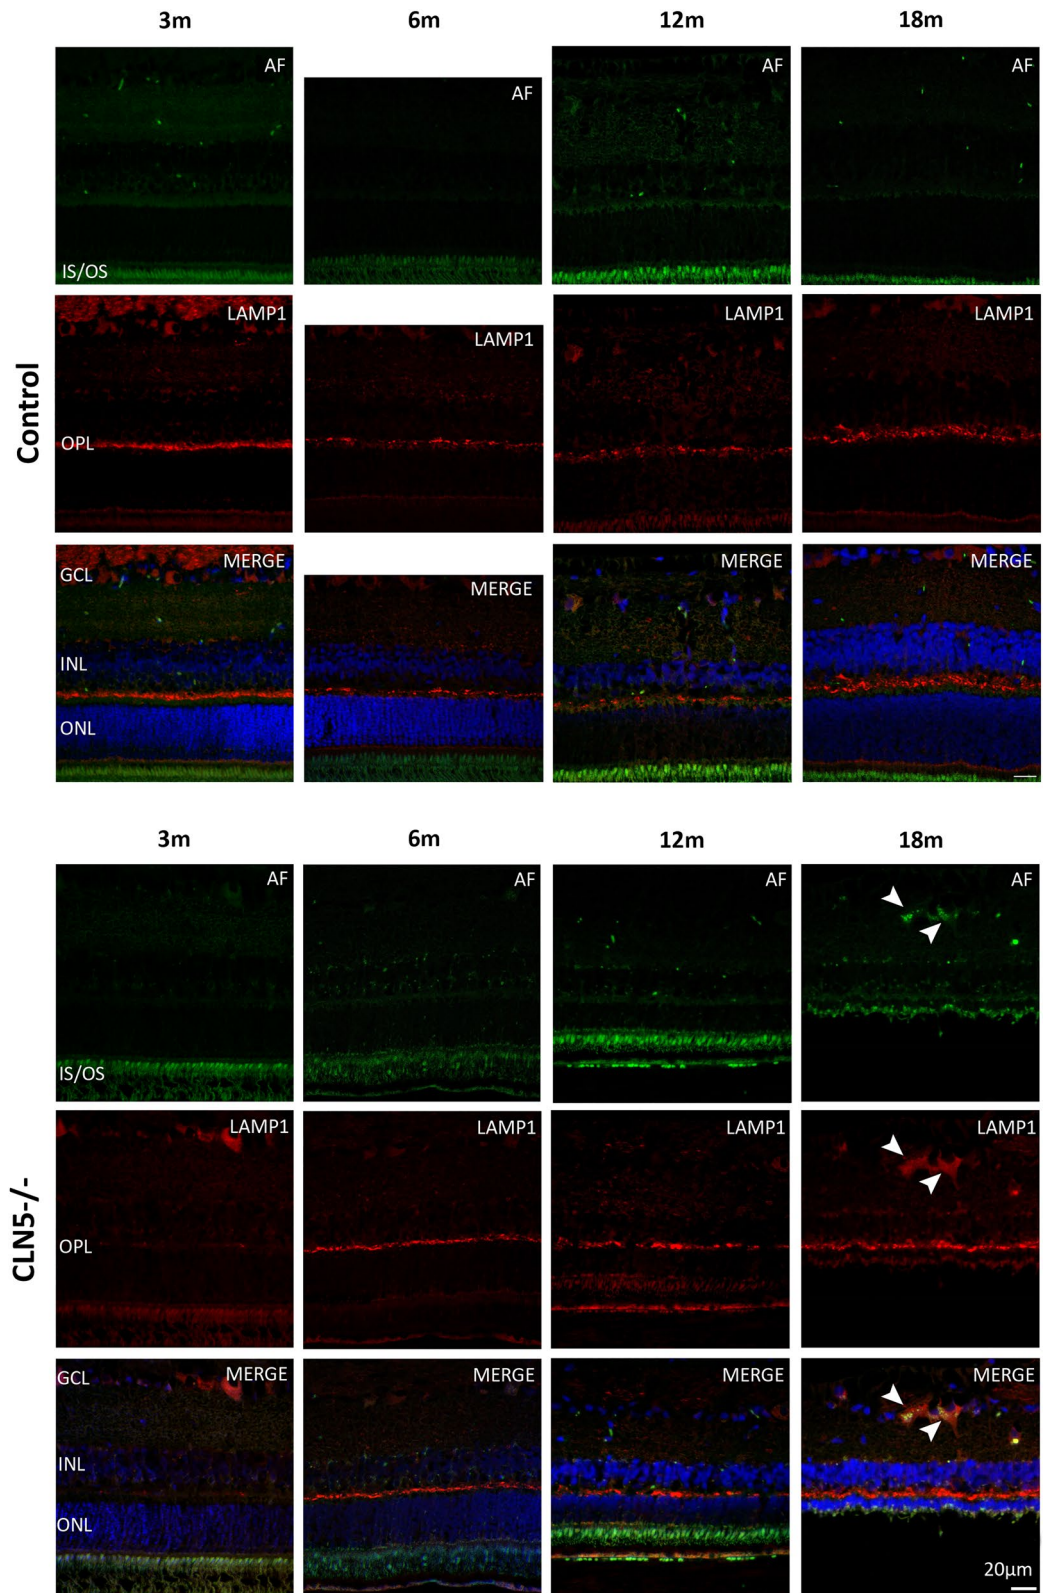 3m 6m 12m 18m
AF AF AF AF
IS/OS
Control
LAMP1 LAMP1 LAMP1 LAMP1
OPL
MERGE MERGE MERGE MERGE
GCL
INL
ONL
3m 6m 12m 18m
AF AF AF AF
IS/OS
CLN5-/-
LAMP1 LAMP1 LAMP1 LAMP1
OPL
GCL MERGE MERGE MERGE MERGE
INL
ONL
20μm